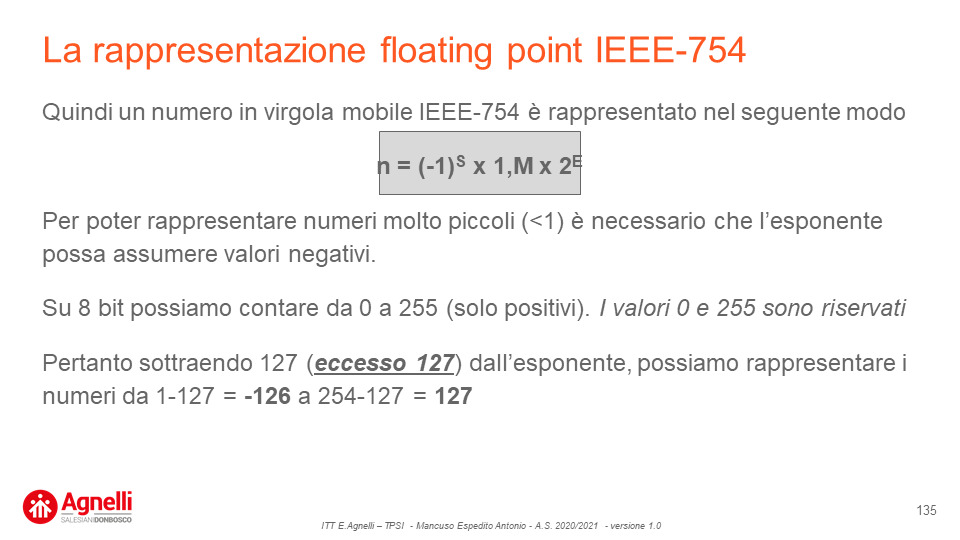 La rappresentazione floating point IEEE-754
Quindi un numero in virgola mobile IEEE-754 è rappresentato nel seguente modo
n = (-1)ˢ x 1,M x 2ᴱ
Per poter rappresentare numeri molto piccoli (<1) è necessario che l’esponente
possa assumere valori negativi.
Su 8 bit possiamo contare da 0 a 255 (solo positivi). I valori 0 e 255 sono riservati
Pertanto sottraendo 127 (eccesso 127) dall’esponente, possiamo rappresentare i
numeri da 1-127 = -126 a 254-127 = 127
Agnelli
SALESIANI DONBOSCO
ITT E.Agnelli – TPSI - Mancuso Espedito Antonio - A.S. 2020/2021 - versione 1.0
135